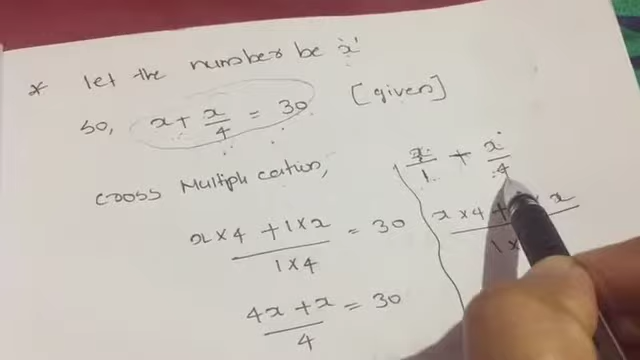 * let the number be 'x'
so, x + x/4 = 30 [given]
cross Multiplication,
x×4 + 1×x / 1×4 = 30
4x + x / 4 = 30
x/1 + x/4
x×4 + x
1×